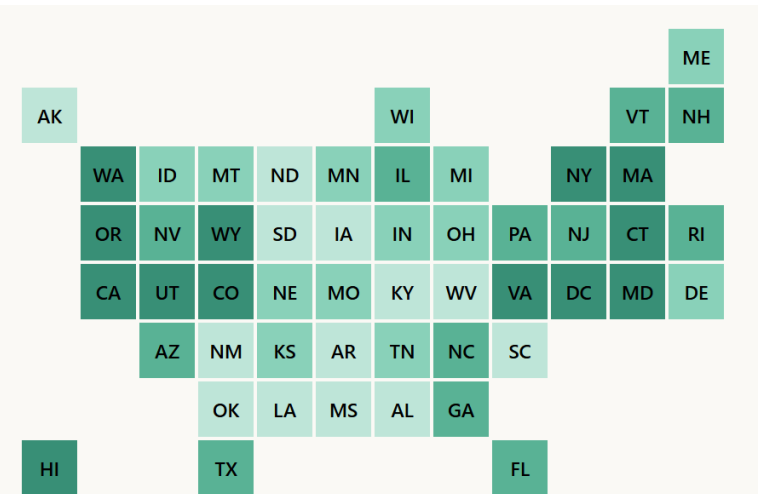 ME
AK WI VT NH
WA ID MT ND MN IL MI NY MA
OR NV WY SD IA IN OH PA NJ CT RI
CA UT CO NE MO KY WV VA DC MD DE
AZ NM KS AR TN NC SC
OK LA MS AL GA
HI TX FL